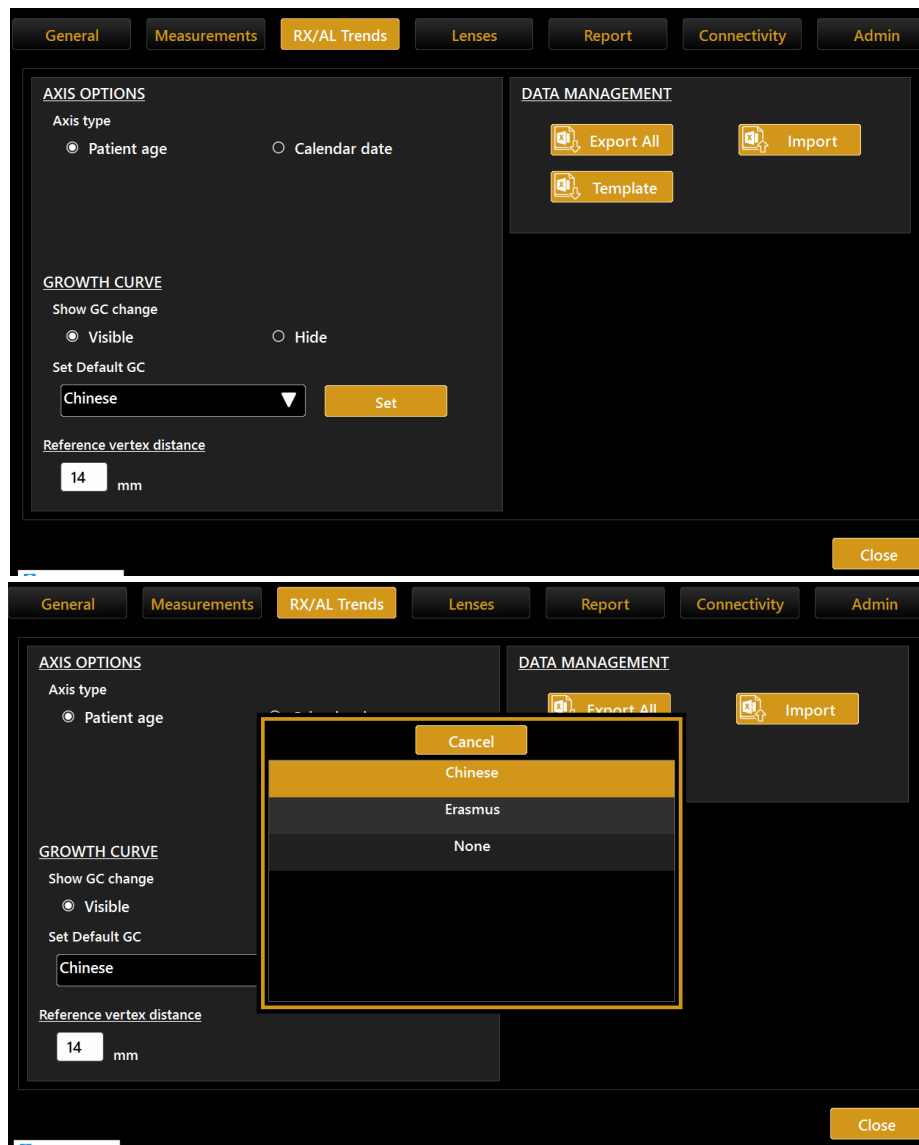 General Measurements RX/AL Trends Lenses Report Connectivity Admin
AXIS OPTIONS
Axis type
Patient age Calendar date
DATA MANAGEMENT
Export All Import
Template
GROWTH CURVE
Show GC change
Visible Hide
Set Default GC
Chinese Set
Reference vertex distance
14 mm
Close
General Measurements RX/AL Trends Lenses Report Connectivity Admin
AXIS OPTIONS
Axis type
Patient age
DATA MANAGEMENT
Export All Import
Cancel
Chinese
Erasmus
None
GROWTH CURVE
Show GC change
Visible
Set Default GC
Chinese
Reference vertex distance
14 mm
Close